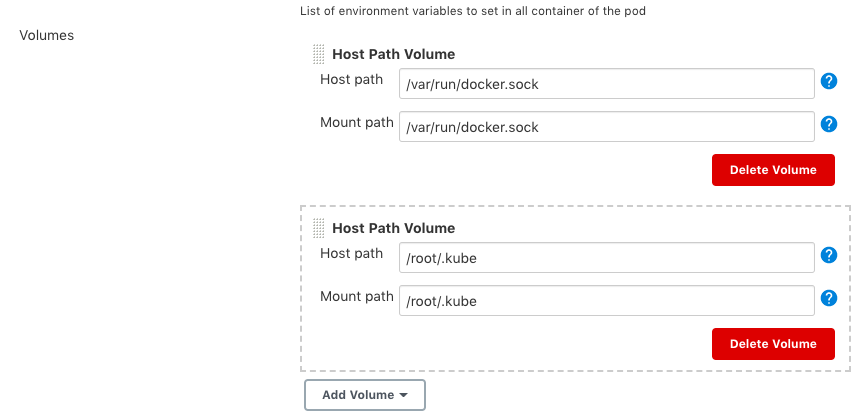 List of environment variables to set in all container of the pod
Volumes
Host Path Volume
Host path /var/run/docker.sock ?
Mount path /var/run/docker.sock ?
Delete Volume
Host Path Volume
Host path /root/.kube ?
Mount path /root/.kube ?
Delete Volume
Add Volume